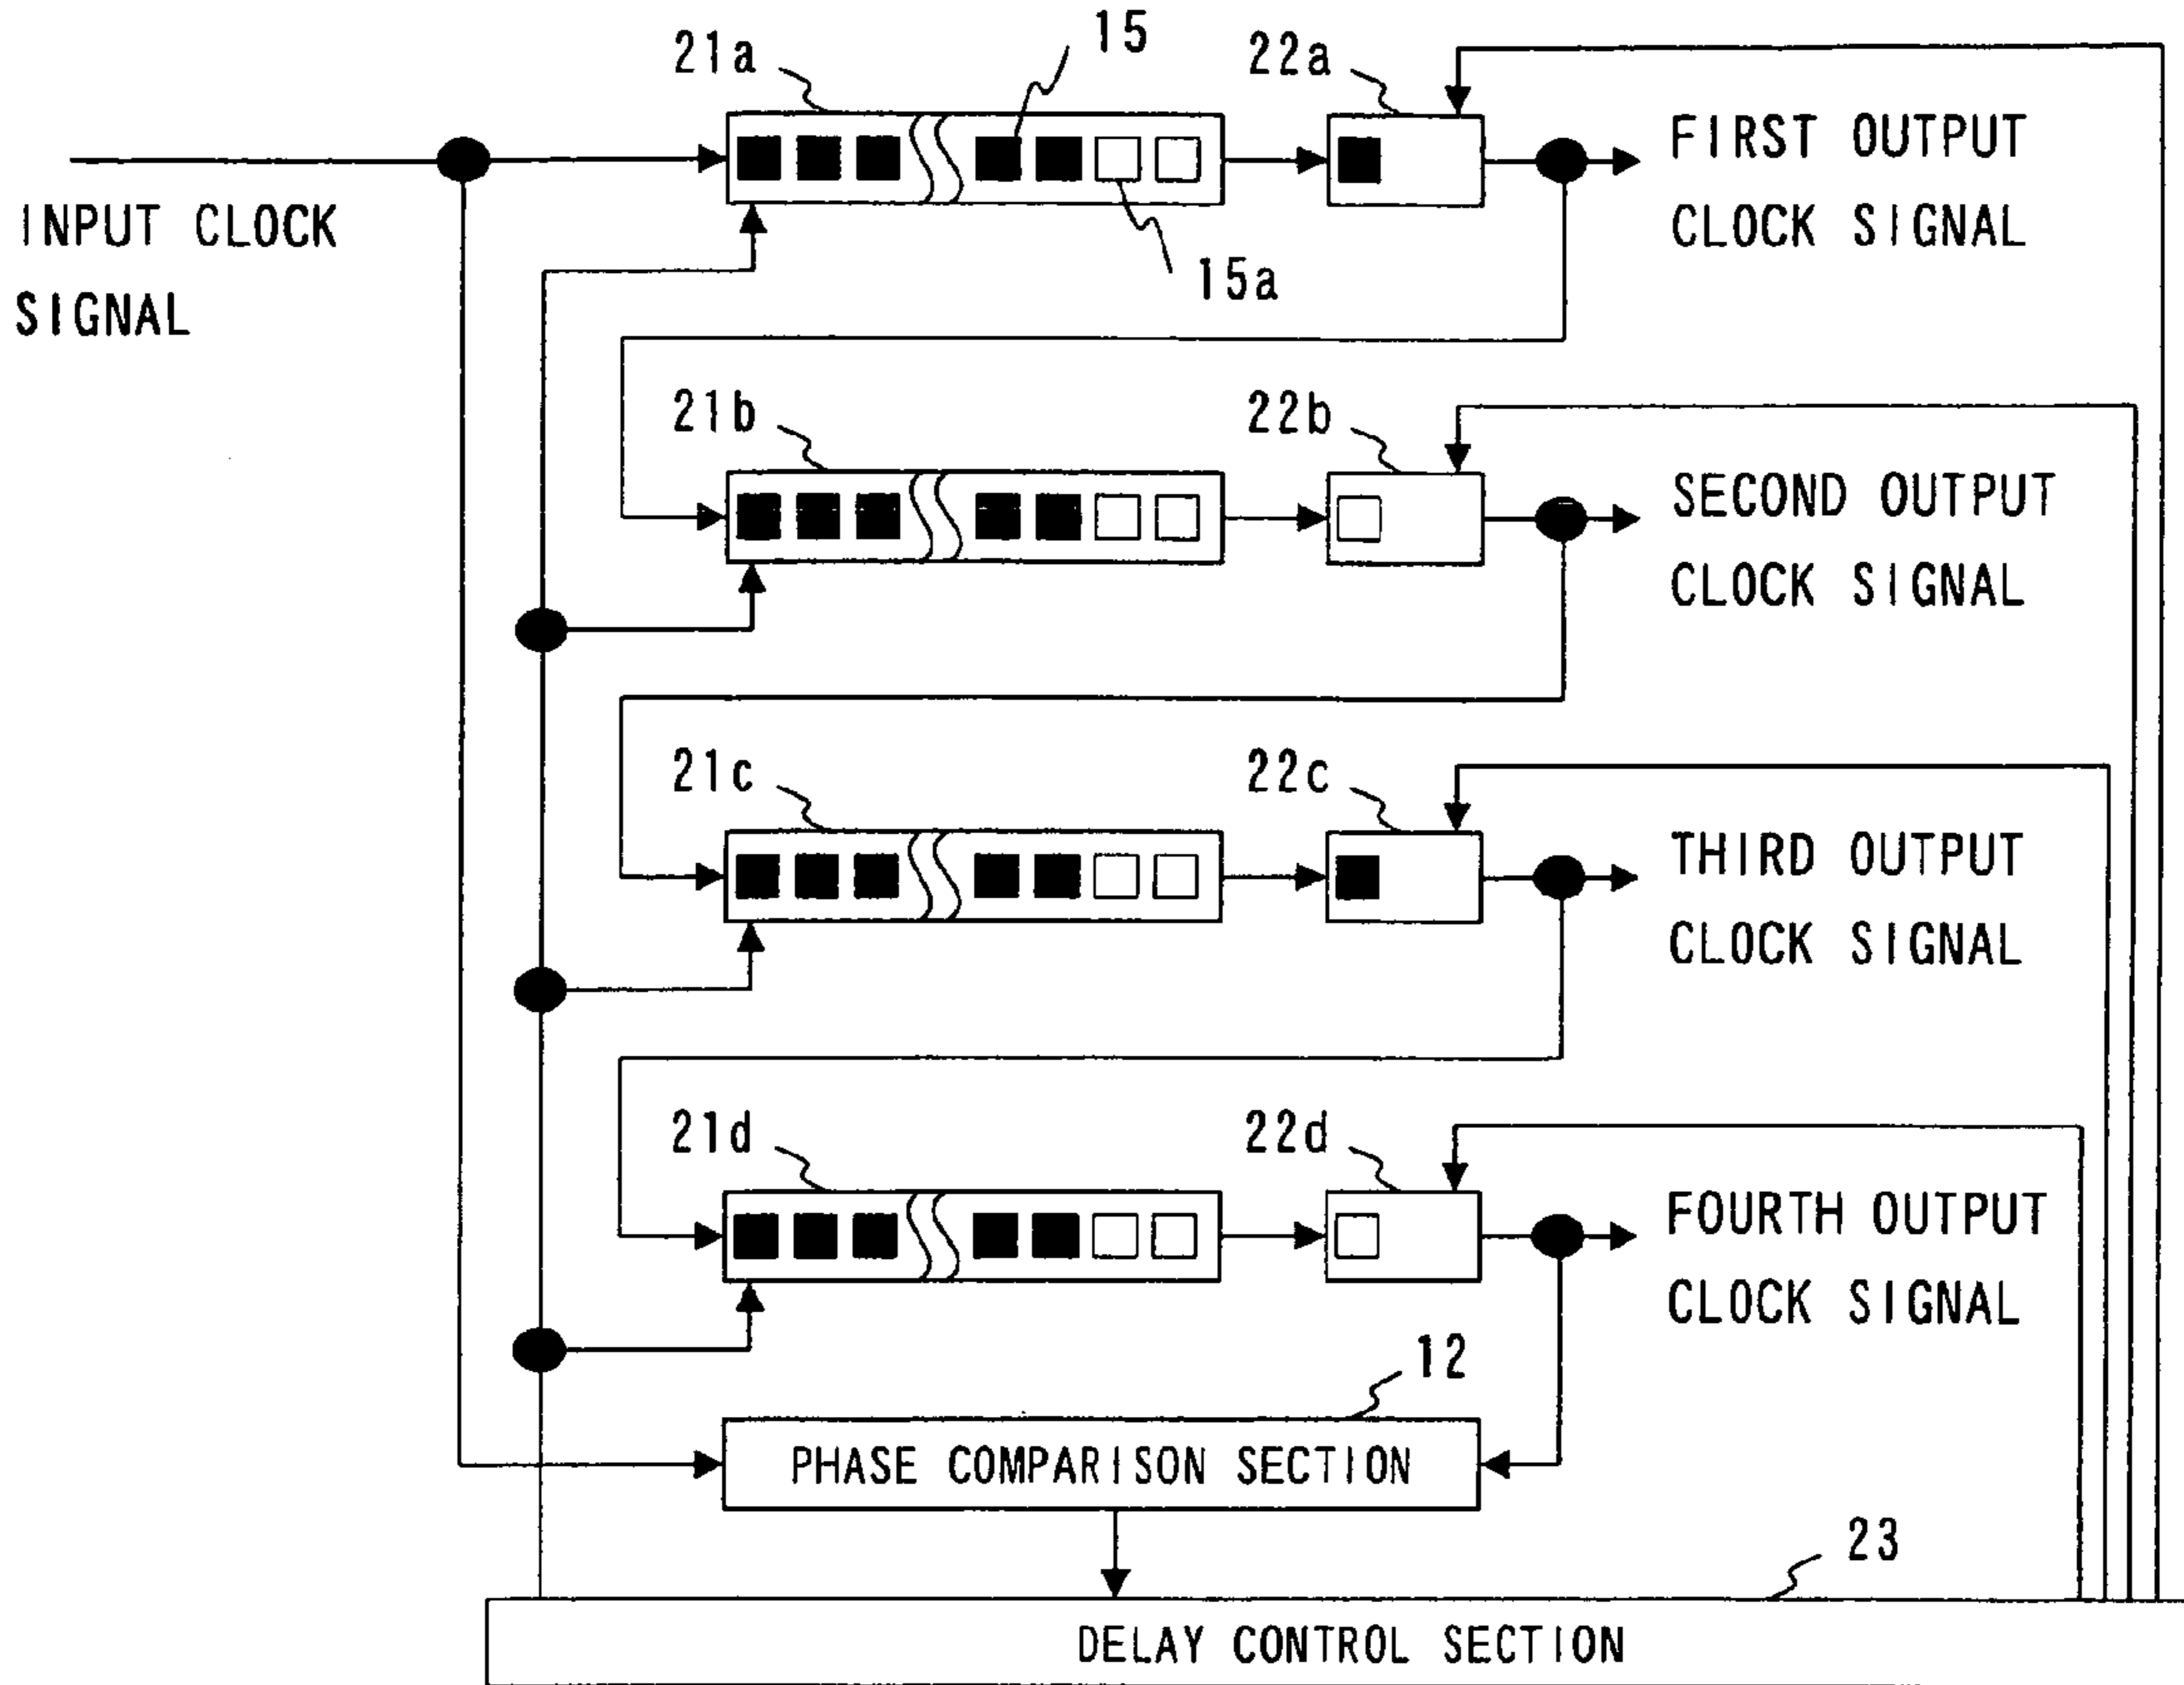 15
21a
22a
FIRST OUTPUT
CLOCK SIGNAL
INPUT CLOCK
SIGNAL
15a
21b
22b
SECOND OUTPUT
CLOCK SIGNAL
21c
22c
THIRD OUTPUT
CLOCK SIGNAL
21d
22d
FOURTH OUTPUT
CLOCK SIGNAL
12
PHASE COMPARISON SECTION
23
DELAY CONTROL SECTION